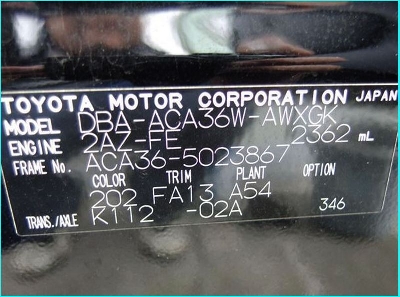 TOYOTA MOTOR CORPORATION JAPAN
MODEL DBA-ACA36W-AWXGK
ENGINE 2AZ-FE 2362 mL
FRAME No. ACA36-5023867
COLOR TRIM PLANT OPTION
202 FA13 A54
TRANS./AXLE K112 -02A 346